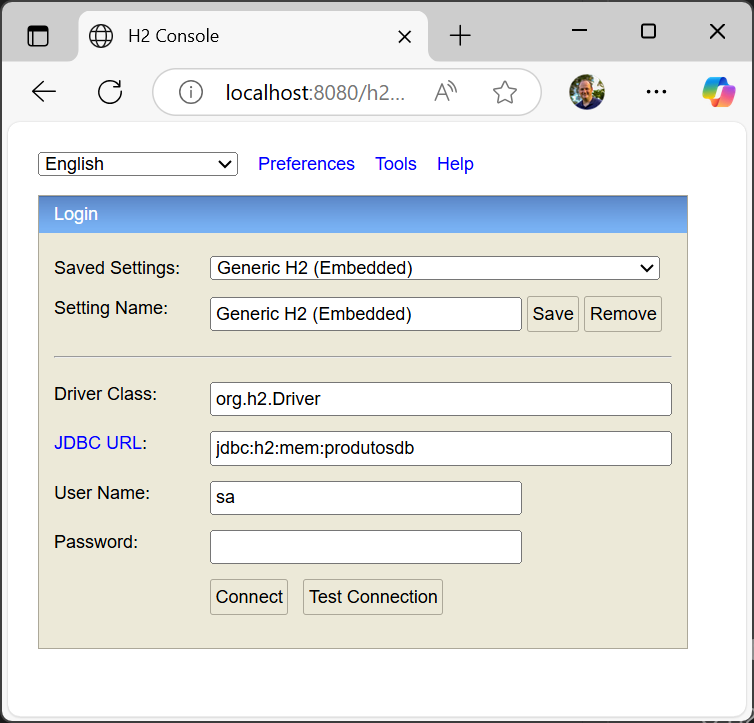 H2 Console
localhost:8080/h2...
English Preferences Tools Help
Login
Saved Settings: Generic H2 (Embedded)
Setting Name: Generic H2 (Embedded) Save Remove
Driver Class: org.h2.Driver
JDBC URL: jdbc:h2:mem:produtosdb
User Name: sa
Password:
Connect Test Connection